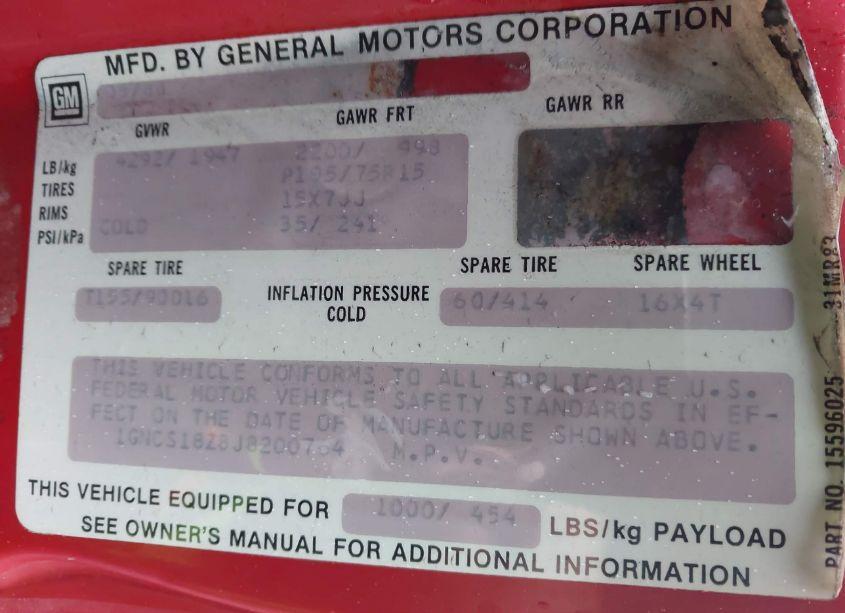 MFD. BY GENERAL MOTORS CORPORATION
GM
GVWR GAWR FRT GAWR RR
LB/kg 4292/ 1947 2200/ 998
TIRES P195/75R15
RIMS 15X7JJ
PSI/kPa COLD 35/ 241
SPARE TIRE SPARE TIRE SPARE WHEEL
T155/90D16 INFLATION PRESSURE 60/414 16X4T
COLD
THIS VEHICLE CONFORMS TO ALL APPLICABLE U.S.
FEDERAL MOTOR VEHICLE SAFETY STANDARDS IN EF-
FECT ON THE DATE OF MANUFACTURE SHOWN ABOVE.
M.P.V.
THIS VEHICLE EQUIPPED FOR 1000/ 454 LBS/kg PAYLOAD
SEE OWNER'S MANUAL FOR ADDITIONAL INFORMATION
PART NO. 15596025 31MR83